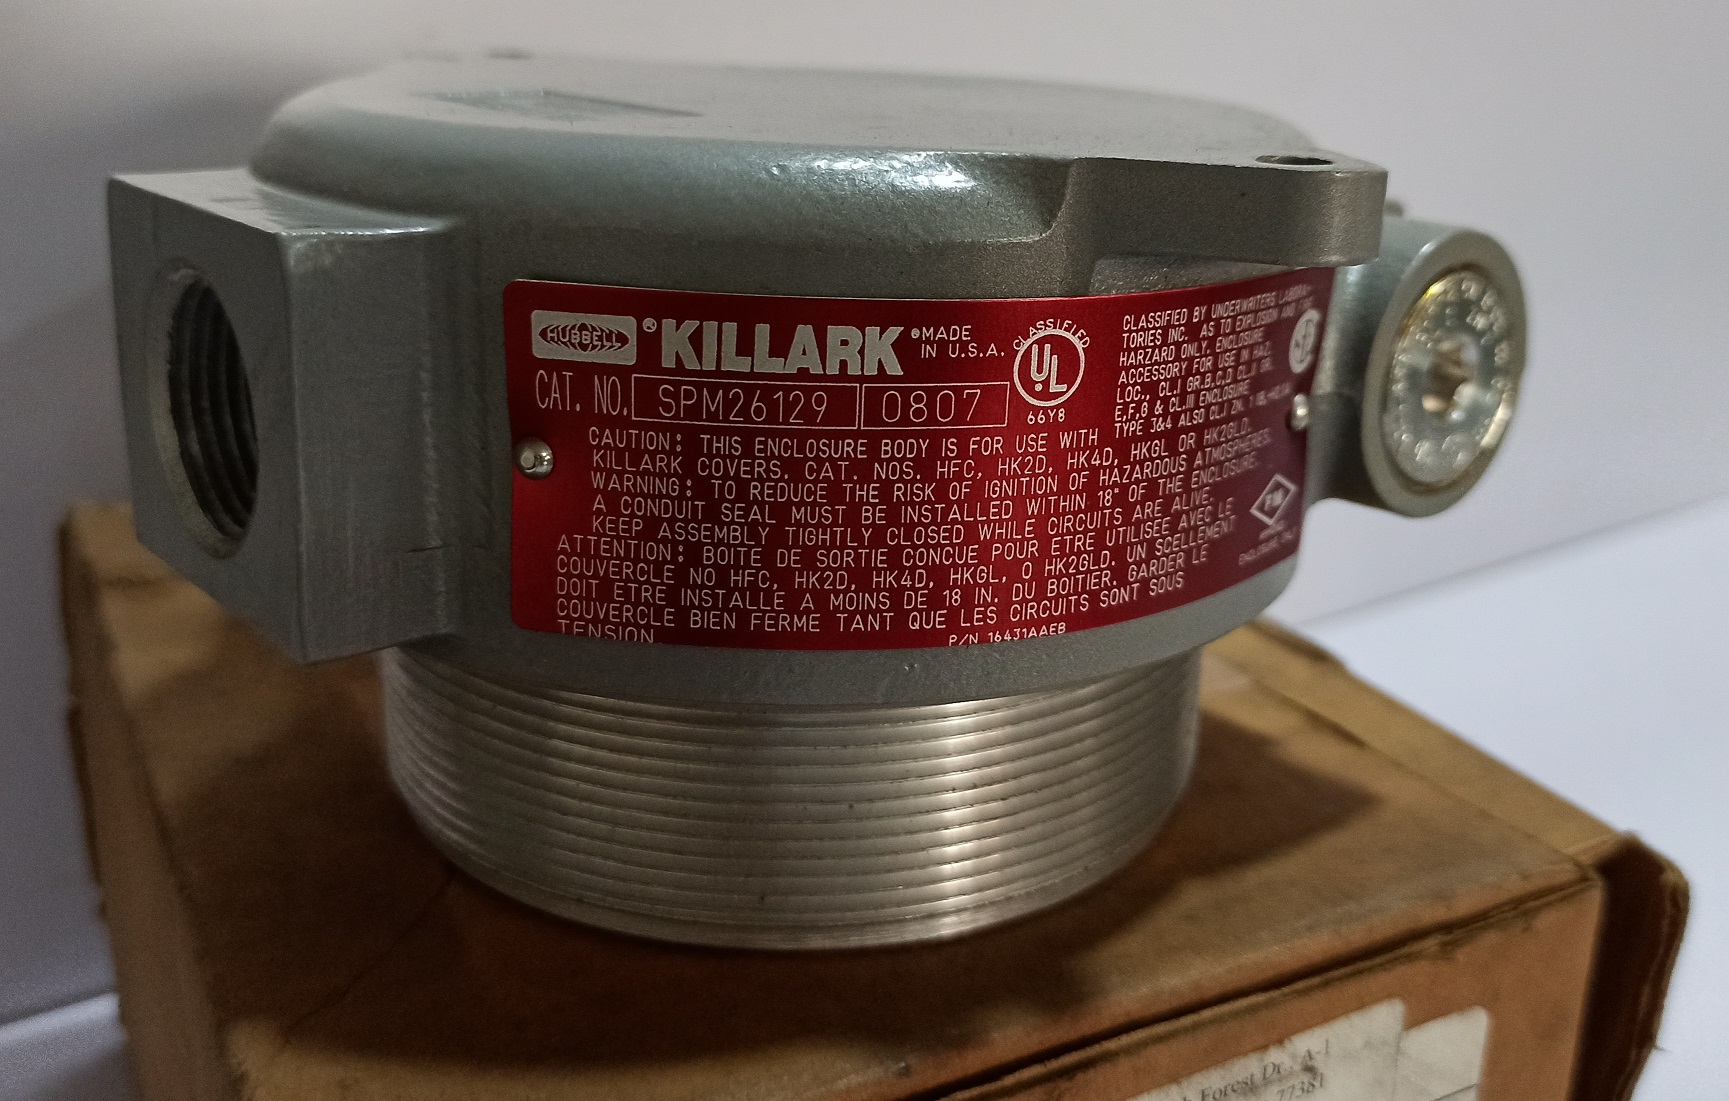 HUBBELL ® KILLARK ® MADE IN U.S.A.
CAT. NO. SPM26129 0807
CLASSIFIED
UL
®
66Y8
CLASSIFIED BY UNDERWRITERS LABORA-
TORIES INC. AS TO EXPLOSION AND FIRE
HARZARD ONLY. ENCLOSURE
ACCESSORY FOR USE IN HAZ.
LOC., CL.I GR.B,C,D CL.II GR.
E,F,G & CL.III ENCLOSURE
TYPE 3&4 ALSO CL.I ZN. 1
CAUTION: THIS ENCLOSURE BODY IS FOR USE WITH
KILLARK COVERS. CAT. NOS. HFC, HK2D, HK4D, HKGL OR HK2GLD.
WARNING: TO REDUCE THE RISK OF IGNITION OF HAZARDOUS ATMOSPHERES.
A CONDUIT SEAL MUST BE INSTALLED WITHIN 18" OF THE ENCLOSURE.
KEEP ASSEMBLY TIGHTLY CLOSED WHILE CIRCUITS ARE ALIVE.
ATTENTION: BOITE DE SORTIE CONCUE POUR ETRE UTILISEE AVEC LE
COUVERCLE NO HFC, HK2D, HK4D, HKGL, O HK2GLD. UN SCELLEMENT
DOIT ETRE INSTALLE A MOINS DE 18 IN. DU BOITIER. GARDER LE
COUVERCLE BIEN FERME TANT QUE LES CIRCUITS SONT SOUS
TENSION P/N 16431AAEB
FM
Forest Dr. A-1
77381